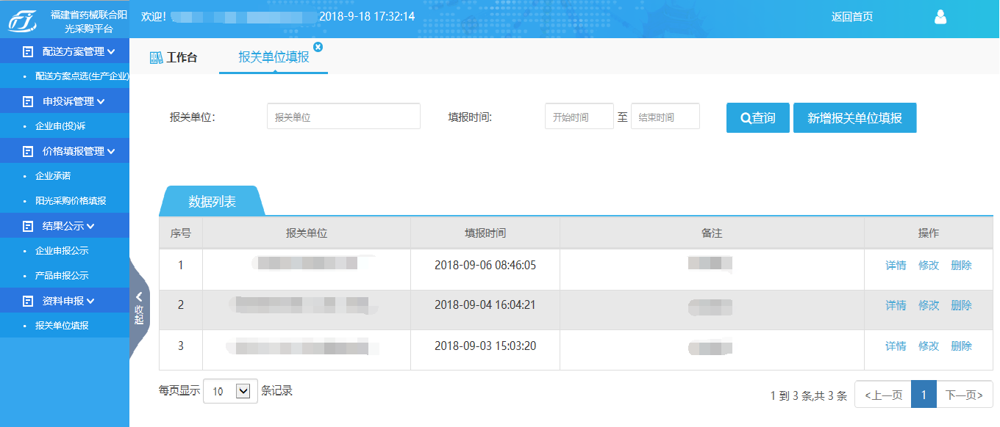 福建省药械联合阳
光采购平台
欢迎! 2018-9-18 17:32:14
返回首页
配送方案管理
配送方案点选(生产企业)
申投诉管理
企业申(投)诉
价格填报管理
企业承诺
阳光采购价格填报
结果公示
企业申报公示
产品申报公示
资料申报
报关单位填报
收起
工作台 报关单位填报
报关单位: 报关单位 填报时间: 开始时间 至 结束时间 查询 新增报关单位填报
数据列表
序号 报关单位 填报时间 备注 操作
1 2018-09-06 08:46:05 详情 修改 删除
2 2018-09-04 16:04:21 详情 修改 删除
3 2018-09-03 15:03:20 详情 修改 删除
每页显示 10 条记录
1 到 3 条,共 3 条 <上一页 1 下一页>